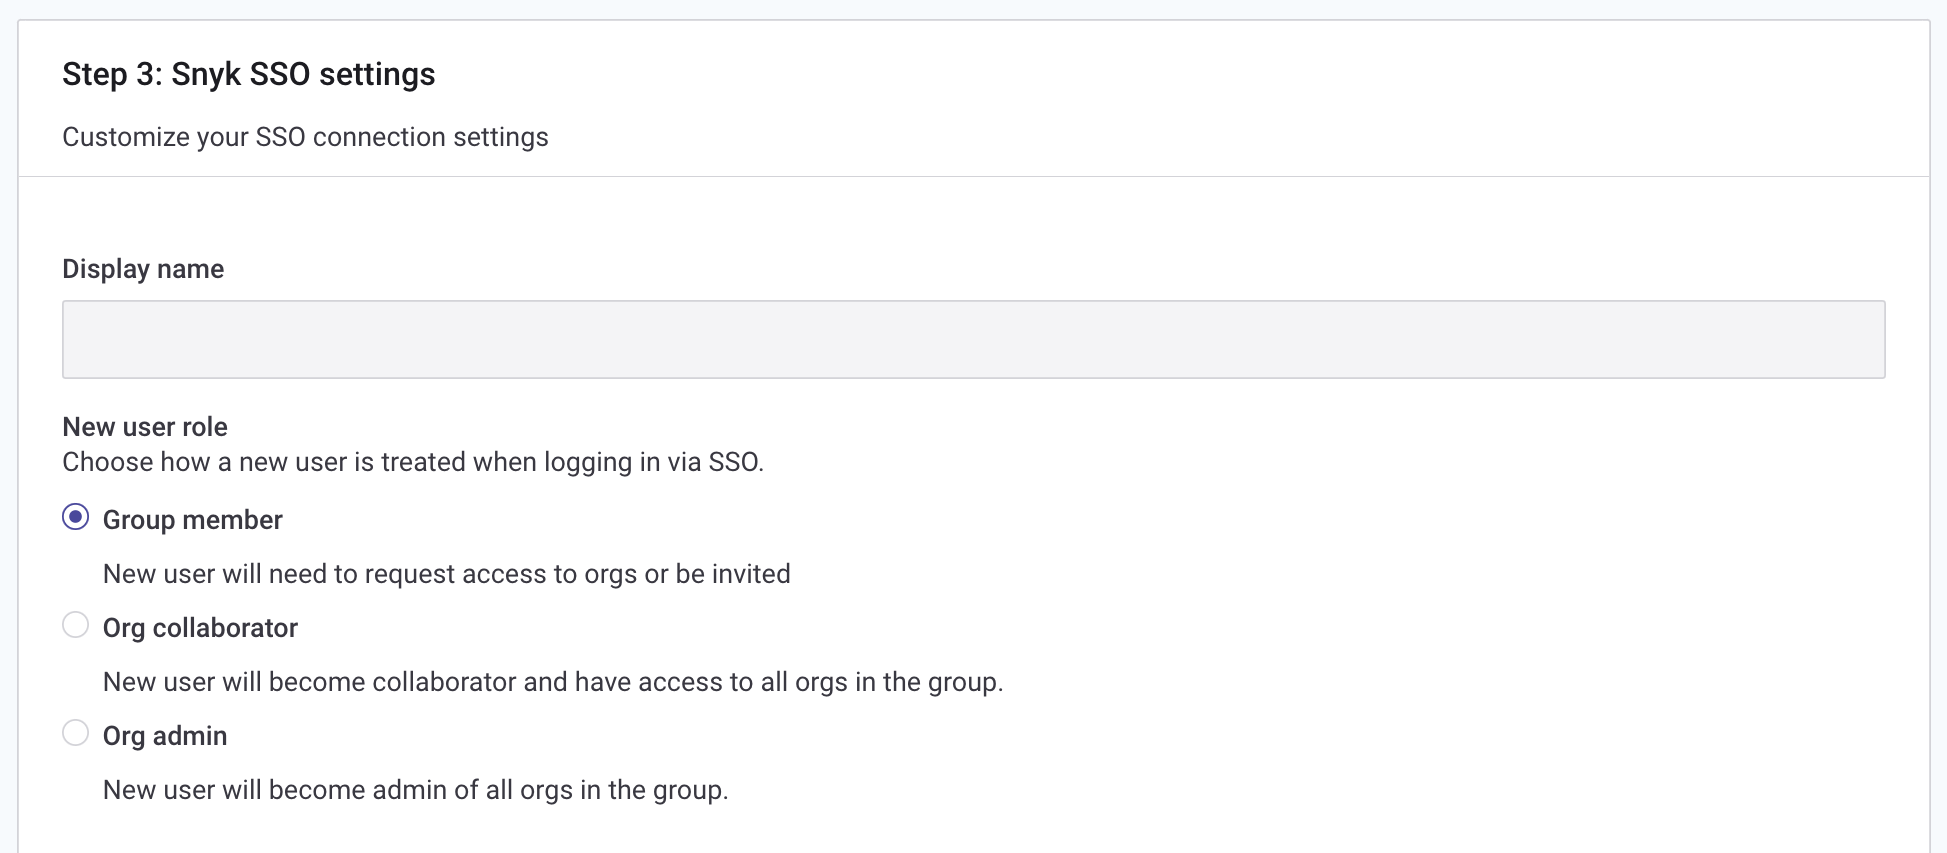 Step 3: Snyk SSO settings
Customize your SSO connection settings
Display name
New user role
Choose how a new user is treated when logging in via SSO.
Group member
New user will need to request access to orgs or be invited
Org collaborator
New user will become collaborator and have access to all orgs in the group.
Org admin
New user will become admin of all orgs in the group.